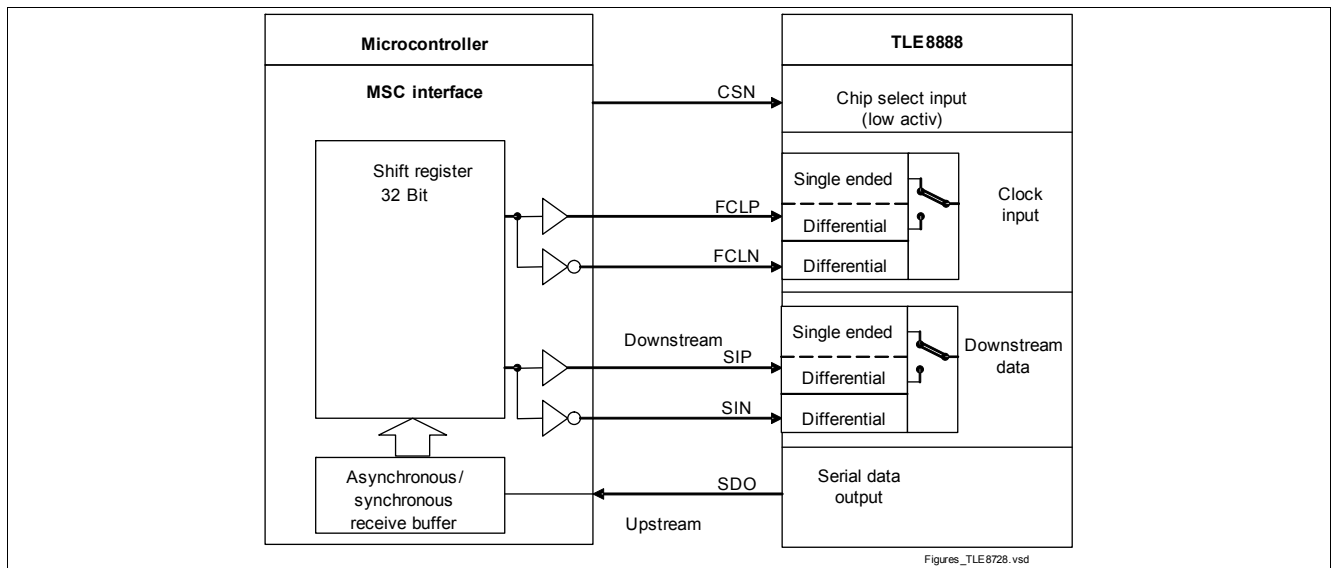 Microcontroller
TLE8888
MSC interface
CSN
Chip select input
(low activ)
Shift register
32 Bit
Single ended
FCLP
Differential
Clock
input
FCLN
Differential
Single ended
Downstream
SIP
Differential
Downstream
data
SIN
Differential
Asynchronous/
synchronous
receive buffer
SDO
Upstream
Serial data
output
Figures_TLE8728.vsd